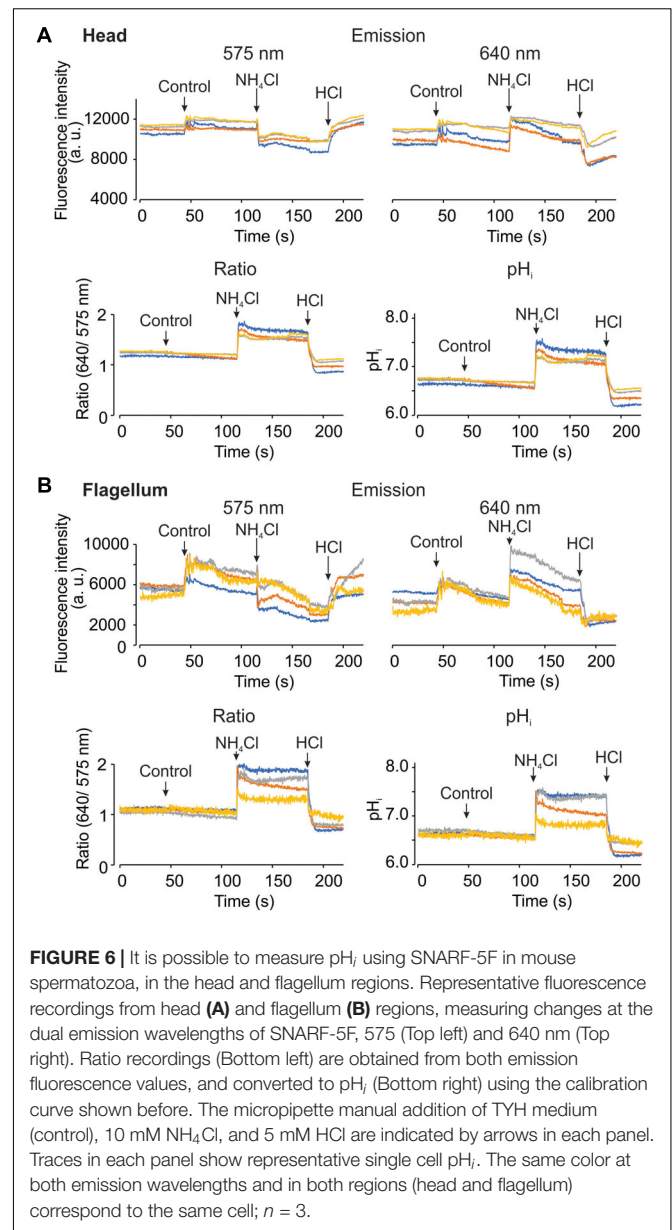 A Head Emission
575 nm 640 nm
Control NH₄Cl HCl
Control NH₄Cl HCl
Fluorescence intensity
(a. u.)
12000
8000
4000
0 50 100 150 200
Time (s)
0 50 100 150 200
Time (s)
Ratio pHᵢ
Control NH₄Cl HCl
Control NH₄Cl HCl
Ratio (640/ 575 nm)
2
1
0
0 50 100 150 200
Time (s)
pHᵢ
8.0
7.0
6.0
0 50 100 150 200
Time (s)
B Flagellum Emission
575 nm 640 nm
Control NH₄Cl HCl
Control NH₄Cl HCl
Fluorescence intensity
(a. u.)
10000
6000
2000
0
0 50 100 150 200
Time (s)
0 50 100 150 200
Time (s)
Ratio pHᵢ
Control NH₄Cl HCl
Control NH₄Cl HCl
Ratio (640/ 575 nm)
2
1
0
0 50 100 150 200
Time (s)
pHᵢ
8.0
7.0
6.0
0 50 100 150 200
Time (s)
FIGURE 6 | It is possible to measure pHᵢ using SNARF-5F in mouse
spermatozoa, in the head and flagellum regions. Representative fluorescence
recordings from head (A) and flagellum (B) regions, measuring changes at the
dual emission wavelengths of SNARF-5F, 575 (Top left) and 640 nm (Top
right). Ratio recordings (Bottom left) are obtained from both emission
fluorescence values, and converted to pHᵢ (Bottom right) using the calibration
curve shown before. The micropipette manual addition of TYH medium
(control), 10 mM NH₄Cl, and 5 mM HCl are indicated by arrows in each panel.
Traces in each panel show representative single cell pHᵢ. The same color at
both emission wavelengths and in both regions (head and flagellum)
correspond to the same cell; n = 3.